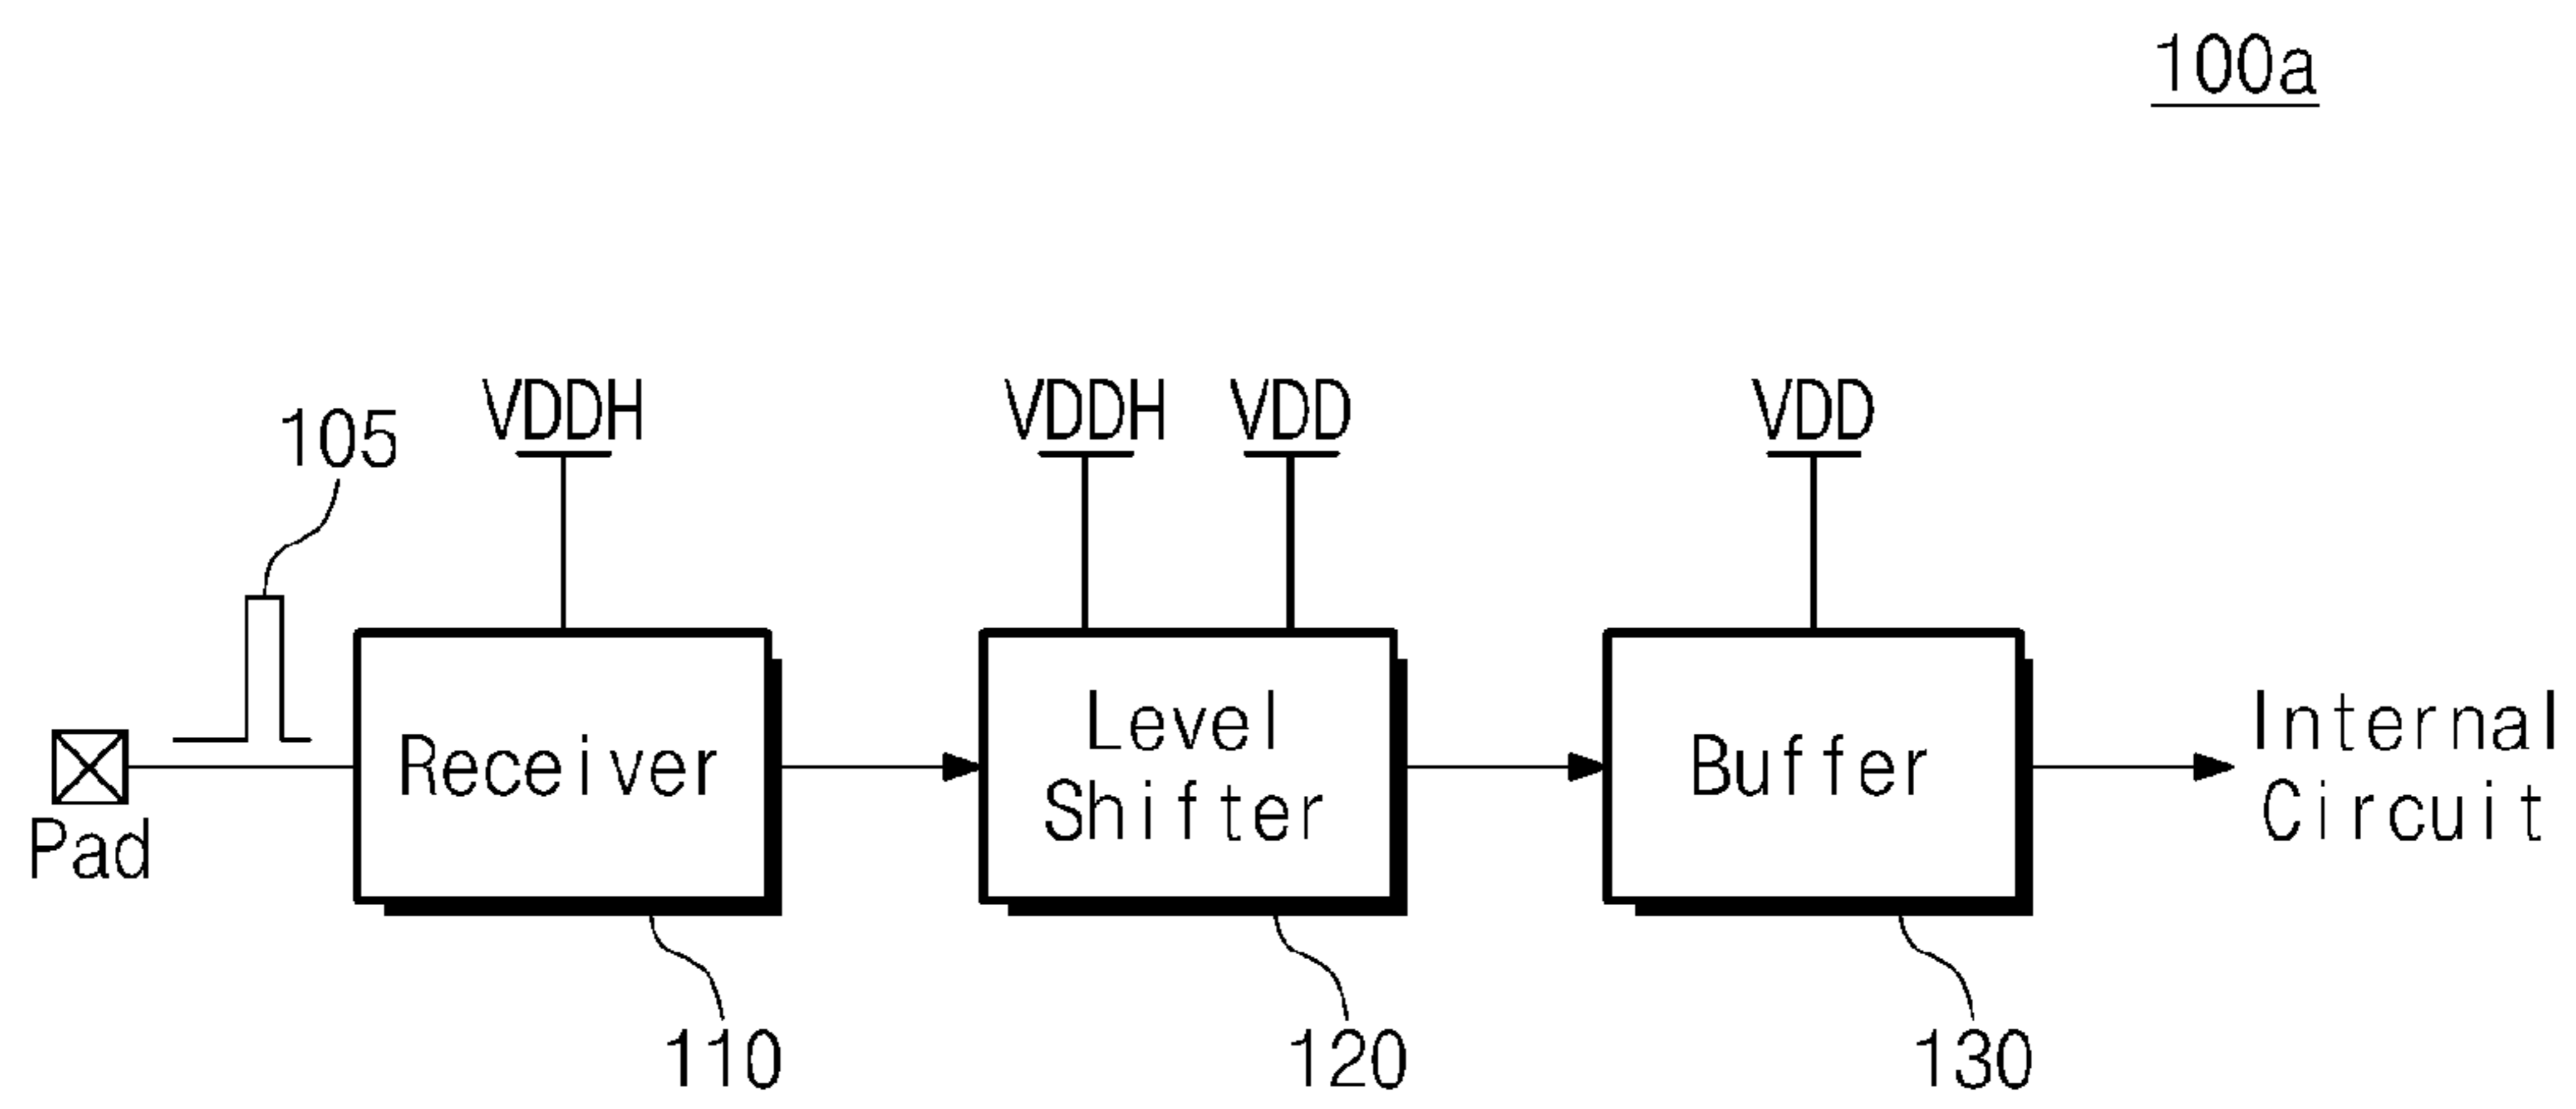 100a
105
VDDH
VDDH
VDD
VDD
Pad
Receiver
Level
Shifter
Buffer
Internal
Circuit
110
120
130